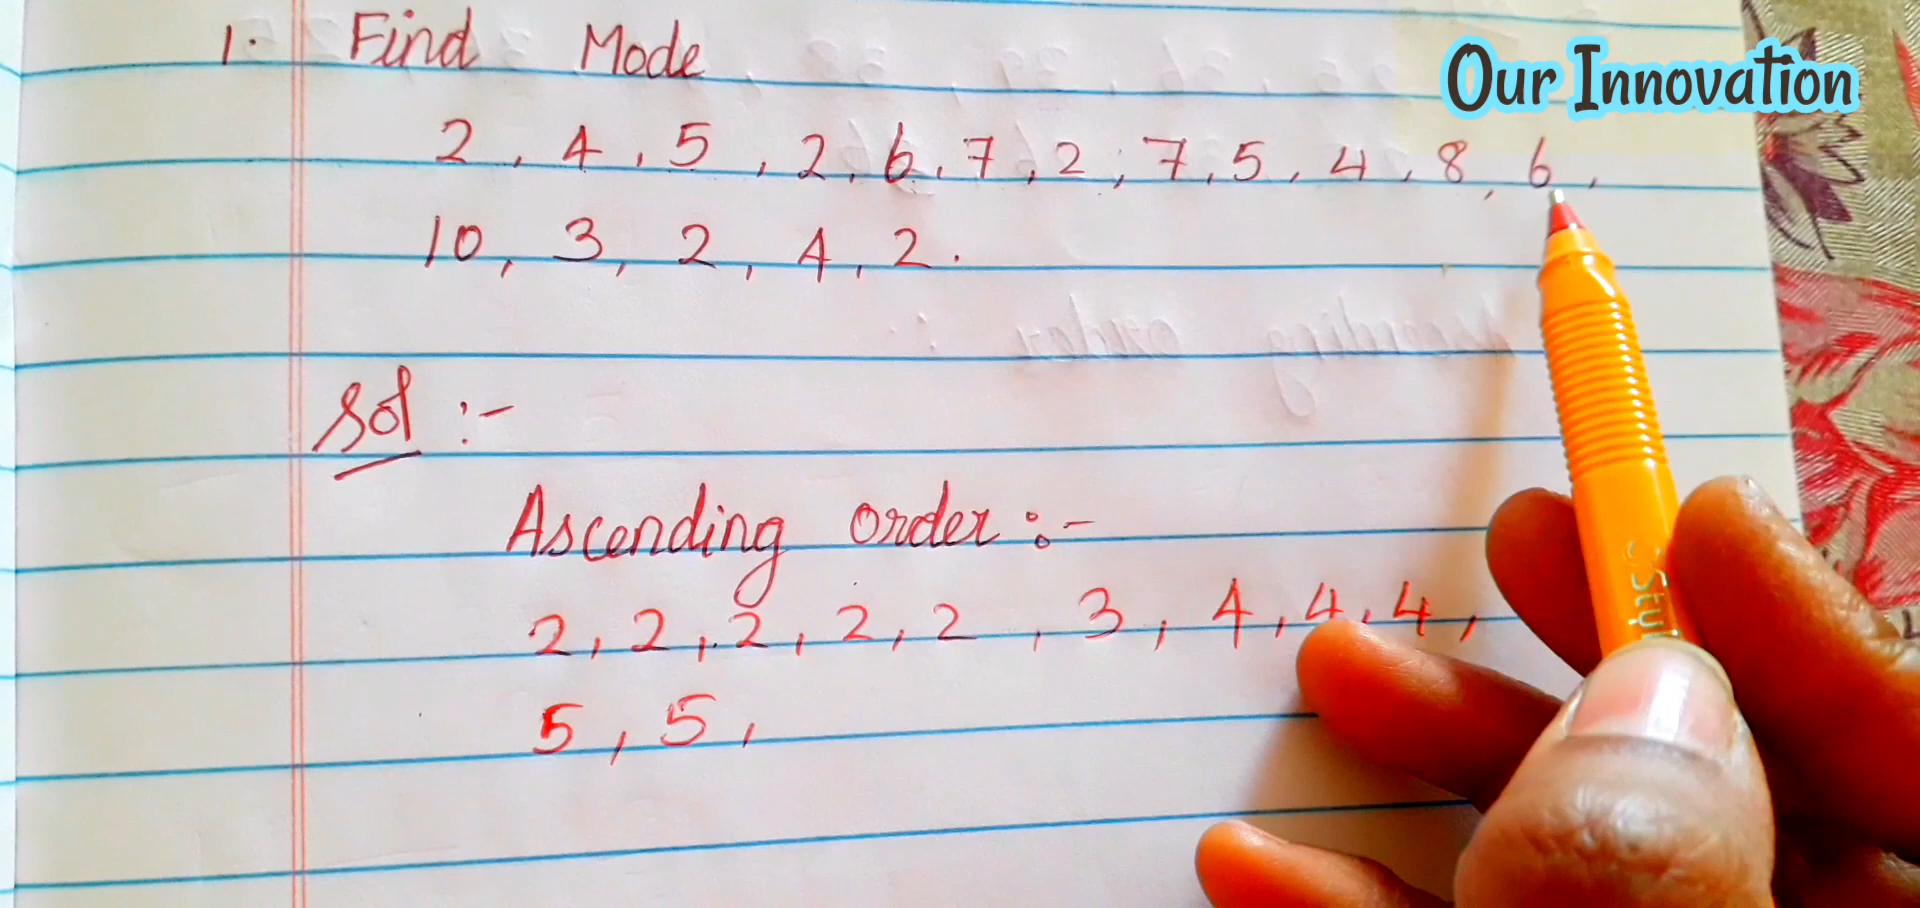 Our Innovation
1. Find Mode
2, 4, 5, 2, 6, 7, 2, 7, 5, 4, 8, 6,
10, 3, 2, 4, 2.
Sol :-
Ascending order :-
2, 2, 2, 2, 2, 3, 4, 4, 4,
5, 5,